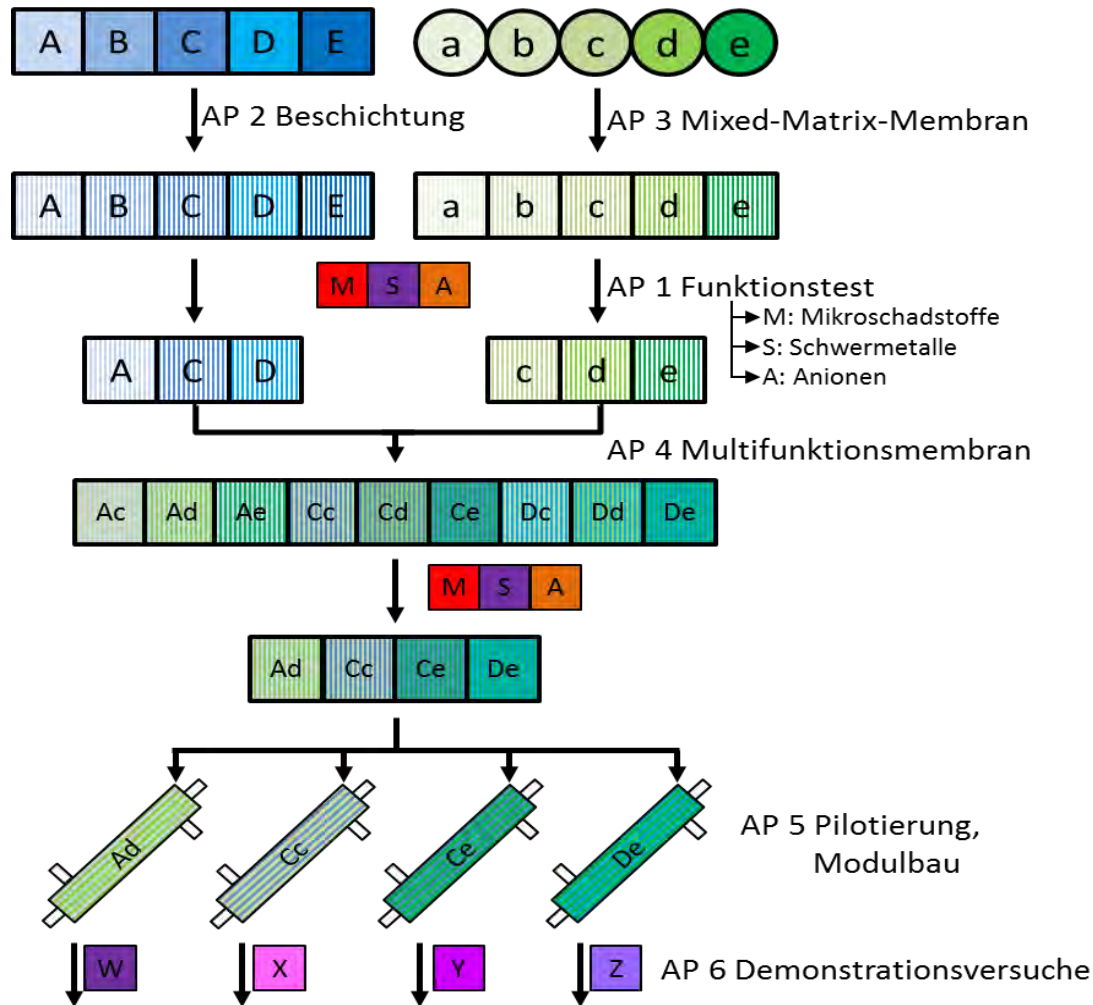 A B C D E
a b c d e
AP 2 Beschichtung
AP 3 Mixed-Matrix-Membran
A B C D E
a b c d e
M S A
AP 1 Funktionstest
M: Mikroschadstoffe
S: Schwermetalle
A: Anionen
A C D
c d e
AP 4 Multifunktionsmembran
Ac Ad Ae Cc Cd Ce Dc Dd De
M S A
Ad Cc Ce De
Ad Cc Ce De
AP 5 Pilotierung,
Modulbau
W X Y Z
AP 6 Demonstrationsversuche